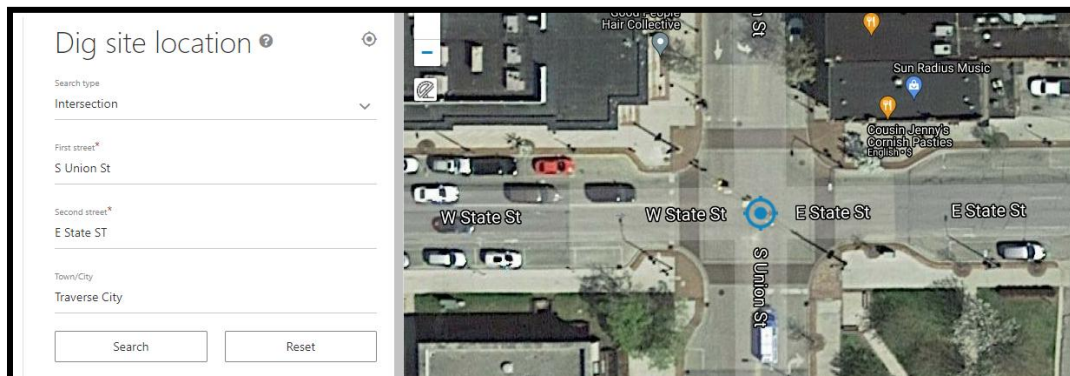 Dig site location ?
Search type
Intersection
First street*
S Union St
Second street*
E State ST
Town/City
Traverse City
Search
Reset
Hair Collective
on St
Sun Radius Music
Cousin Jenny's
Cornish Pasties
English • $
W State St
W State St
E State St
E State St
S Union St